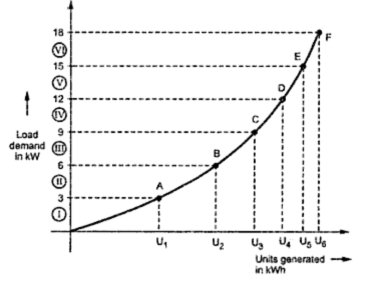 18
F
VI
15
E
V
12
D
IV
Load
demand
in kW
9
C
III
6
B
II
3
A
I
U1 U2 U3 U4 U5 U6
Units generated
in kWh